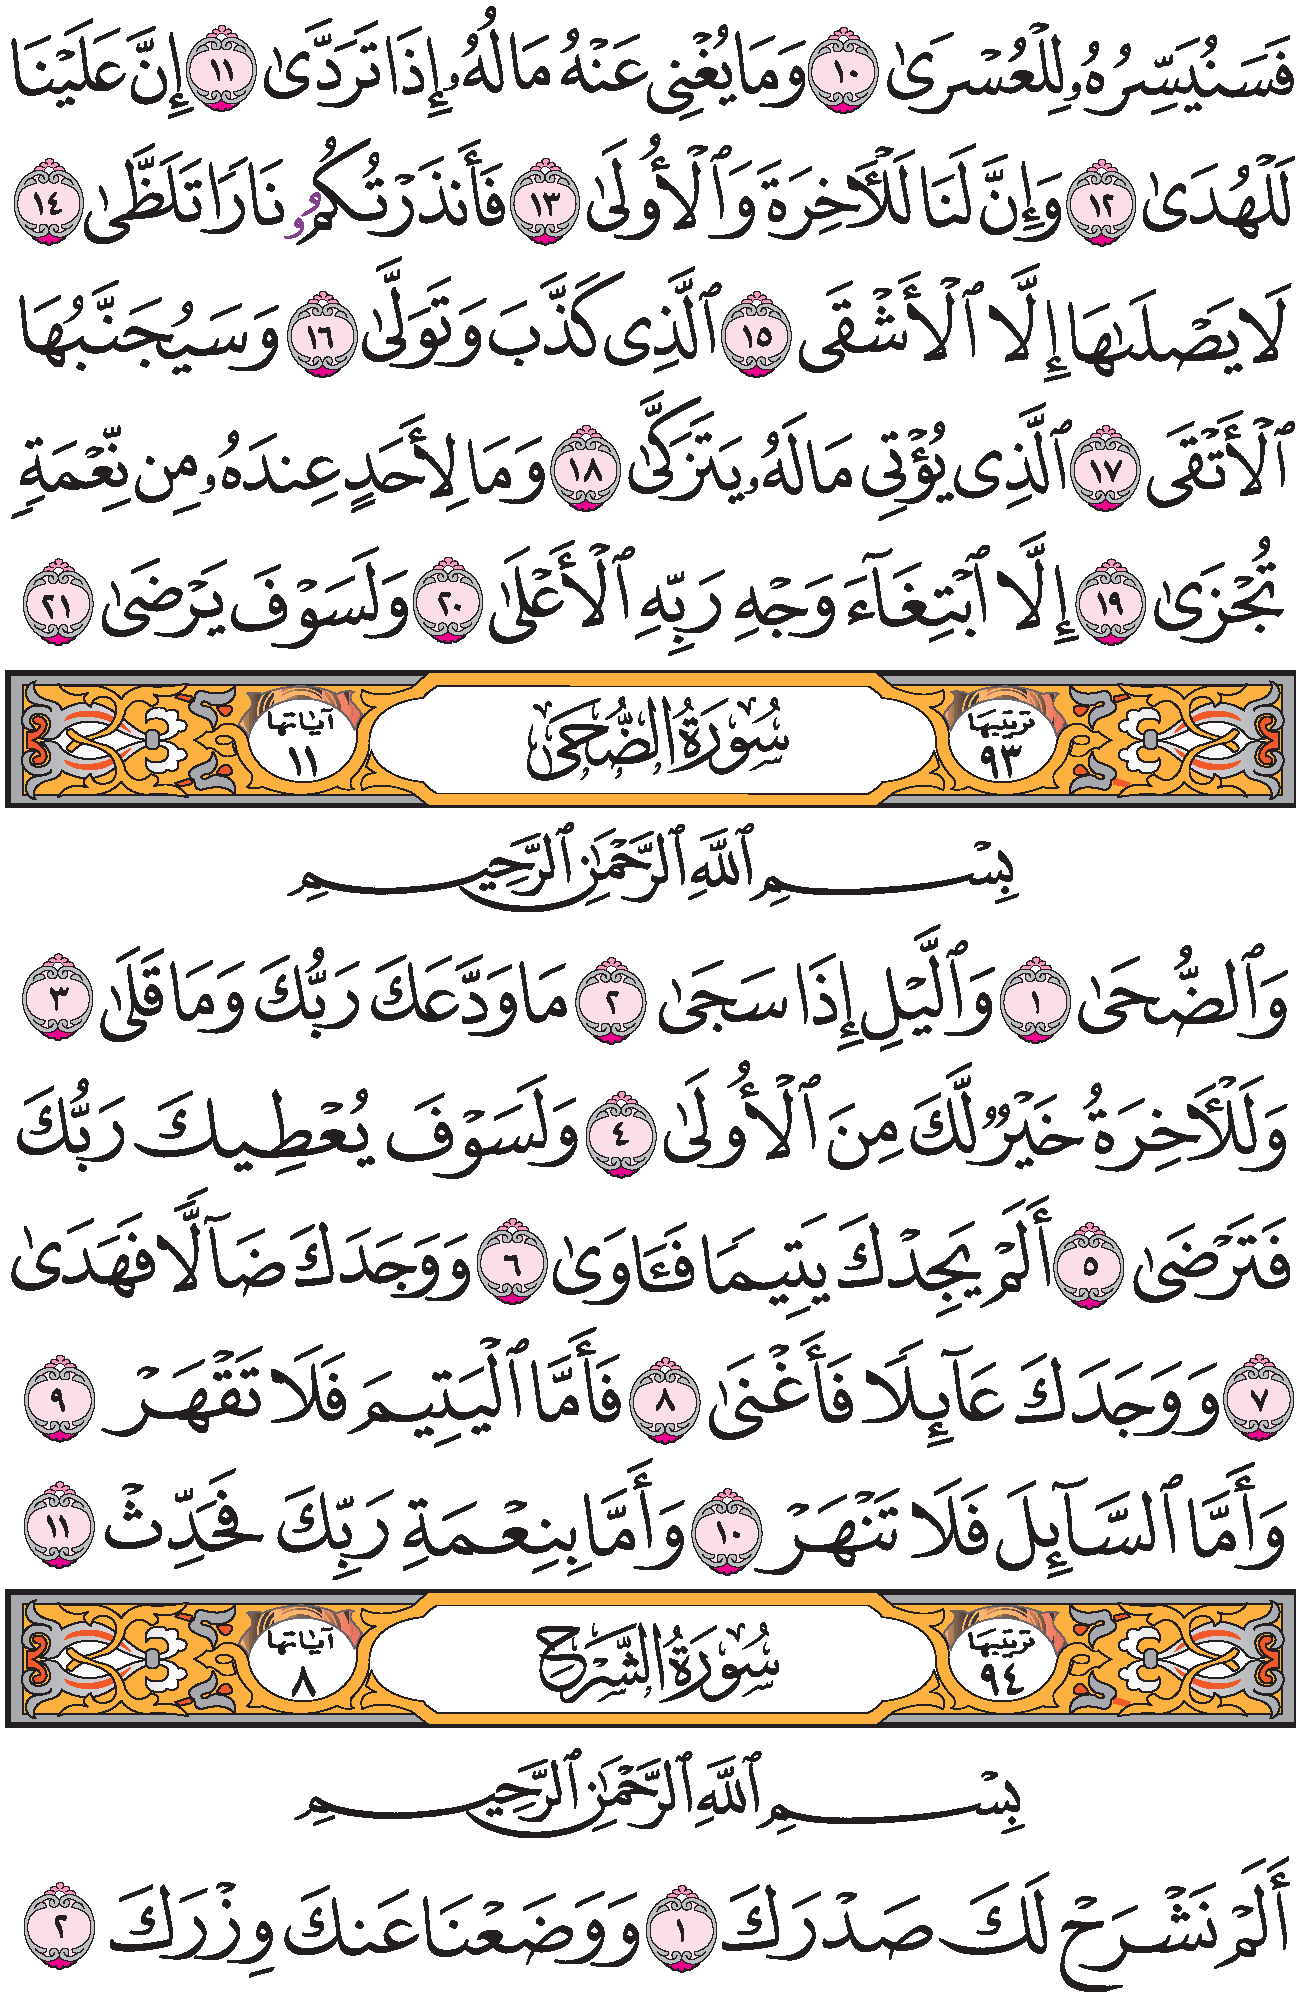 فَسَنُيَسِّرُهُۥ لِلْعُسْرَىٰ ١٠ وَمَا يُغْنِى عَنْهُ مَالُهُۥ إِذَا تَرَدَّىٰ ١١ إِنَّ عَلَيْنَا
لَلْهُدَىٰ ١٢ وَإِنَّ لَنَا لَلْأَخِرَةَ وَٱلْأُولَىٰ ١٣ فَأَنذَرْتُكُمُۥ نَارًا تَلَظَّىٰ ١٤
لَا يَصْلَىٰهَا إِلَّا ٱلْأَشْقَى ١٥ ٱلَّذِى كَذَّبَ وَتَوَلَّىٰ ١٦ وَسَيُجَنَّبُهَا
ٱلْأَتْقَى ١٧ ٱلَّذِى يُؤْتِى مَالَهُۥ يَتَزَكَّىٰ ١٨ وَمَا لِأَحَدٍ عِندَهُۥ مِن نِّعْمَةٍ
تُجْزَىٰ ١٩ إِلَّا ٱبْتِغَآءَ وَجْهِ رَبِّهِ ٱلْأَعْلَىٰ ٢٠ وَلَسَوْفَ يَرْضَىٰ ٢١
ترتيبها ٩٣ سُورَةُ الضُّحَى آياتها ١١
بِسْمِ ٱللَّهِ ٱلرَّحْمَٰنِ ٱلرَّحِيمِ
وَٱلضُّحَىٰ ١ وَٱلَّيْلِ إِذَا سَجَىٰ ٢ مَا وَدَّعَكَ رَبُّكَ وَمَا قَلَىٰ ٣
وَلَلْأَخِرَةُ خَيْرٌ لَّكَ مِنَ ٱلْأُولَىٰ ٤ وَلَسَوْفَ يُعْطِيكَ رَبُّكَ
فَتَرْضَىٰ ٥ أَلَمْ يَجِدْكَ يَتِيمًا فَـَٔاوَىٰ ٦ وَوَجَدَكَ ضَآلًّا فَهَدَىٰ
٧ وَوَجَدَكَ عَآئِلًا فَأَغْنَىٰ ٨ فَأَمَّا ٱلْيَتِيمَ فَلَا تَقْهَرْ ٩
وَأَمَّا ٱلسَّآئِلَ فَلَا تَنْهَرْ ١٠ وَأَمَّا بِنِعْمَةِ رَبِّكَ فَحَدِّثْ ١١
ترتيبها ٩٤ سُورَةُ الشَّرْحِ آياتها ٨
بِسْمِ ٱللَّهِ ٱلرَّحْمَٰنِ ٱلرَّحِيمِ
أَلَمْ نَشْرَحْ لَكَ صَدْرَكَ ١ وَوَضَعْنَا عَنكَ وِزْرَكَ ٢